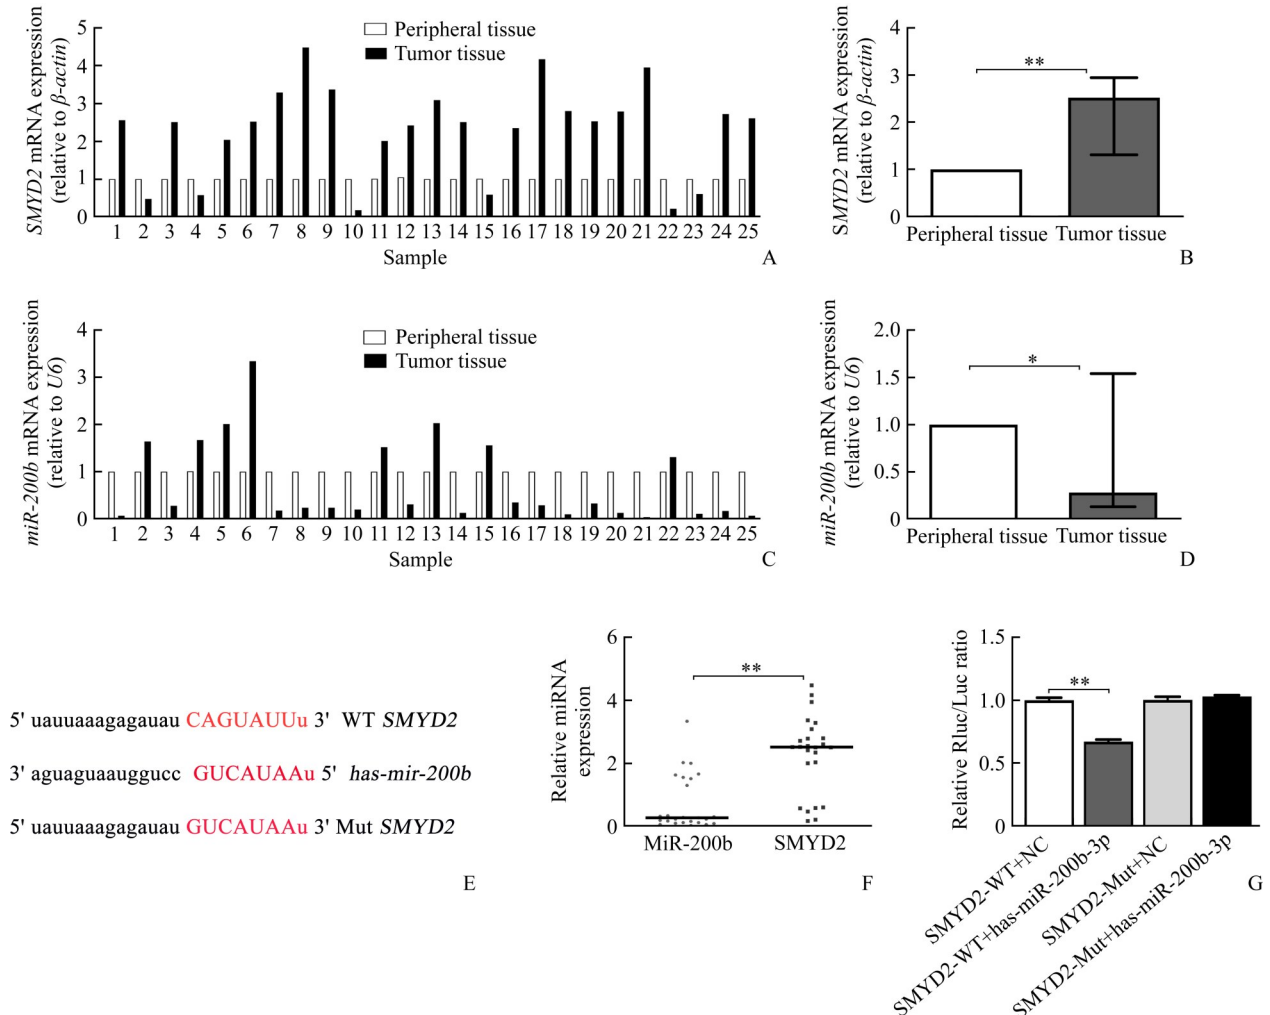 SMYD2 mRNA expression
(relative to β-actin)
5
4
3
2
1
0
Peripheral tissue
Tumor tissue
1 2 3 4 5 6 7 8 9 10 11 12 13 14 15 16 17 18 19 20 21 22 23 24 25
Sample
A
SMYD2 mRNA expression
(relative to β-actin)
4
3
2
1
0
**
Peripheral tissue Tumor tissue
B
miR-200b mRNA expression
(relative to U6)
4
3
2
1
0
Peripheral tissue
Tumor tissue
1 2 3 4 5 6 7 8 9 10 11 12 13 14 15 16 17 18 19 20 21 22 23 24 25
Sample
C
miR-200b mRNA expression
(relative to U6)
2.0
1.5
1.0
0.5
0
*
Peripheral tissue Tumor tissue
D
5' uauuaaagagauau CAGUAUUu 3' WT SMYD2
3' aguaguaauggucc GUCAUAAu 5' has-mir-200b
5' uauuaaagagauau GUCAUAAu 3' Mut SMYD2
E
Relative miRNA
expression
6
4
2
0
**
MiR-200b SMYD2
F
Relative Rluc/Luc ratio
1.5
1.0
0.5
0
**
SMYD2-WT+NC
SMYD2-WT+has-miR-200b-3p
SMYD2-Mut+NC
SMYD2-Mut+has-miR-200b-3p
G